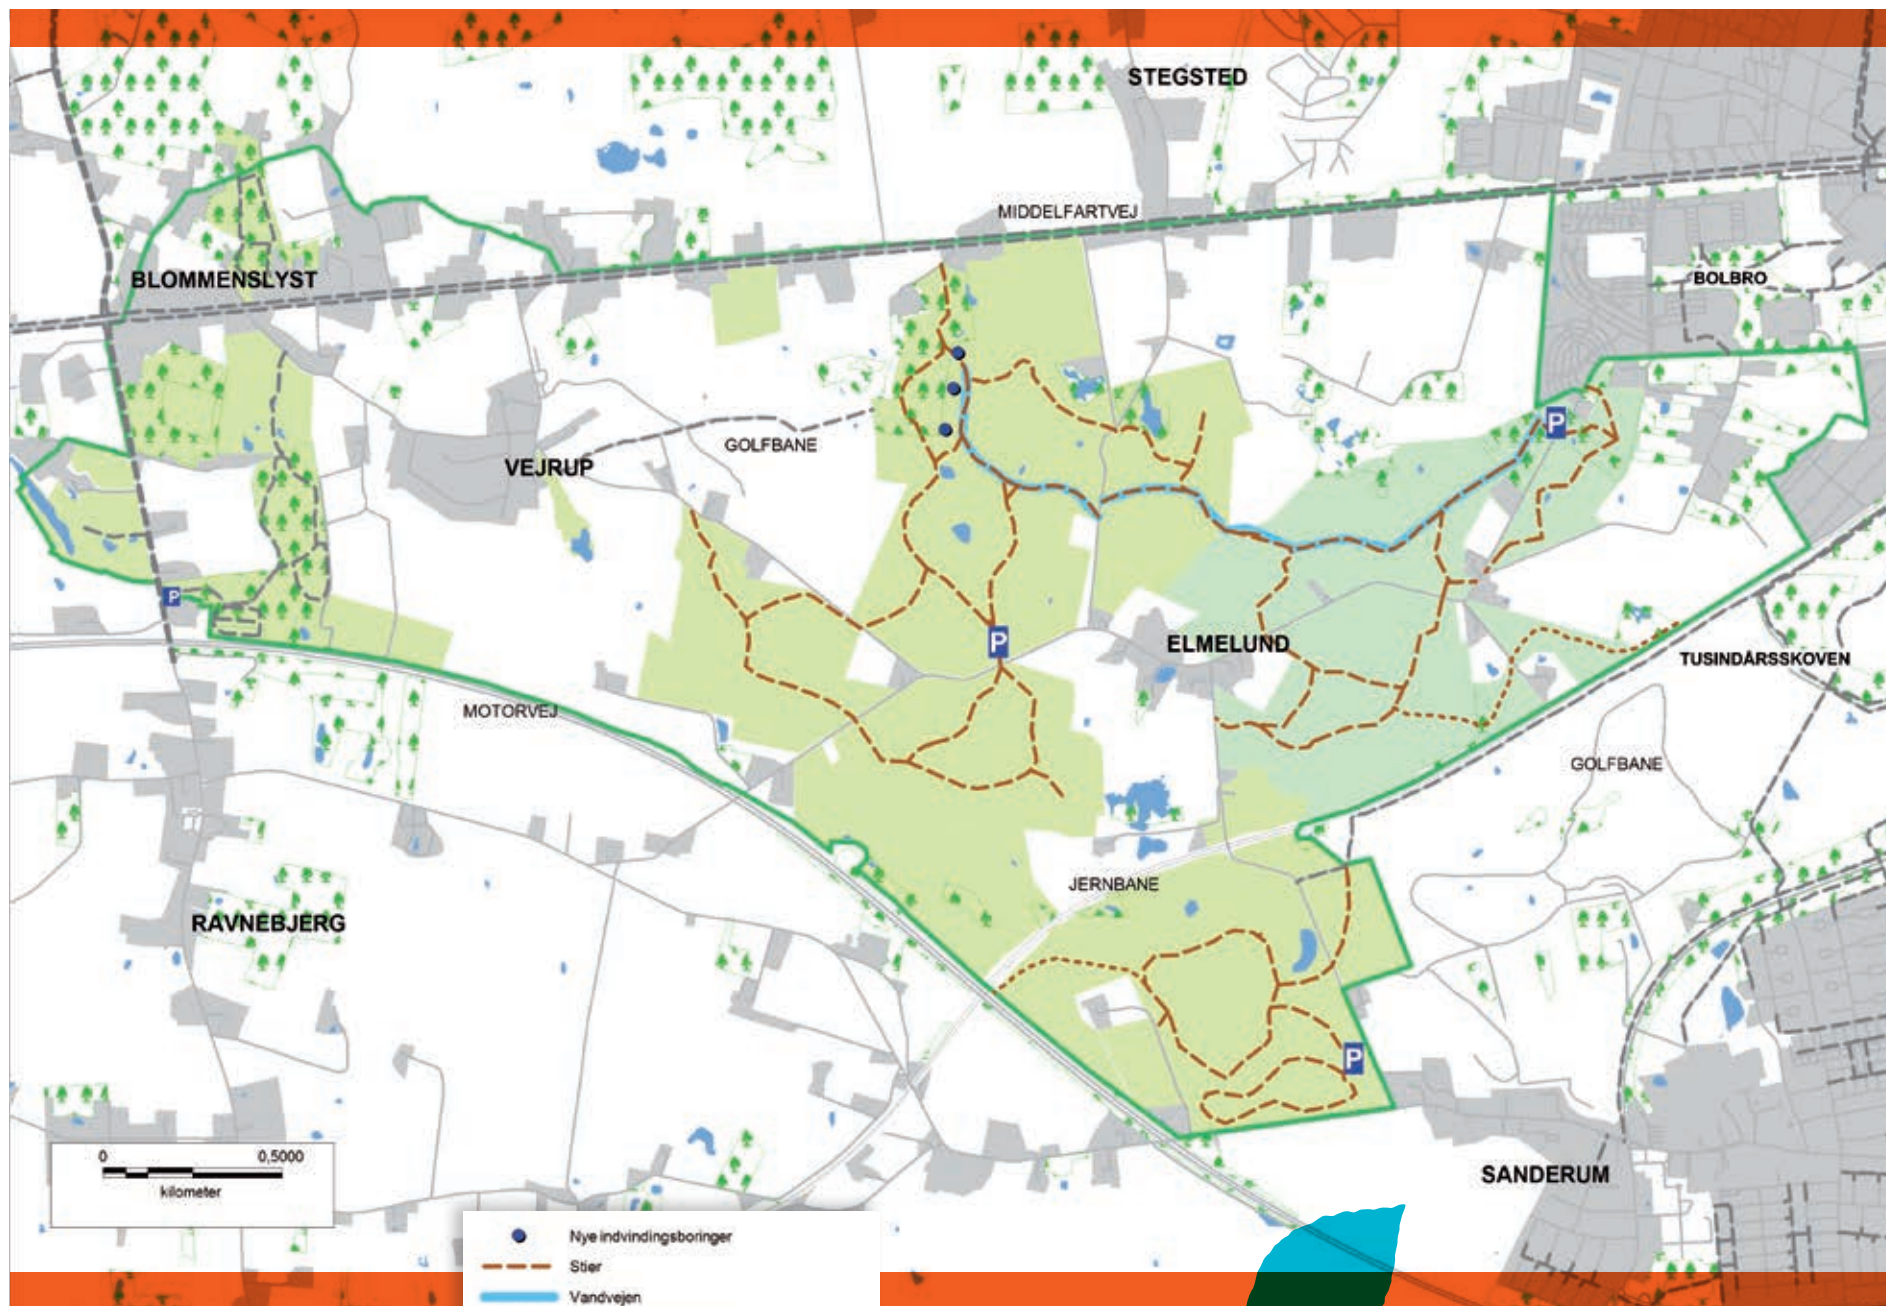 STEGSTED
MIDDELFARTVEJ
BLOMMENSLYST
BOLBRO
P
GOLFBANE
VEJRUP
P
P
ELMELUND
TUSINDÅRSSKOVEN
MOTORVEJ
GOLFBANE
JERNBANE
RAVNEBJERG
P
0 0,5000
kilometer
SANDERUM
Nye indvindingsboringer
Stier
Vandvejen